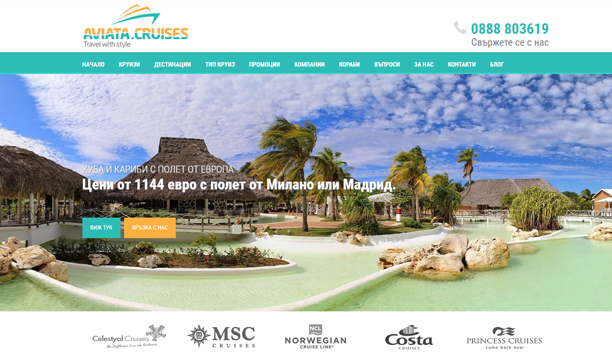 AVIATA.CRUISES
Travel with style
0888 803619
Свържете се с нас
НАЧАЛО КРУИЗИ ДЕСТИНАЦИИ ТИП КРУИЗ ПРОМОЦИИ КОМПАНИИ КОРАБИ ВЪПРОСИ ЗА НАС КОНТАКТИ БЛОГ
КУБА И КАРИБИ С ПОЛЕТ ОТ ЕВРОПА
Цени от 1144 евро с полет от Милано или Мадрид.
ВИЖ ТУК ВРЪЗКА С НАС
Celestyal Cruises MSC NORWEGIAN Costa PRINCESS CRUISES
CRUISES CRUISE LINE® CRUISES come back new
NCL